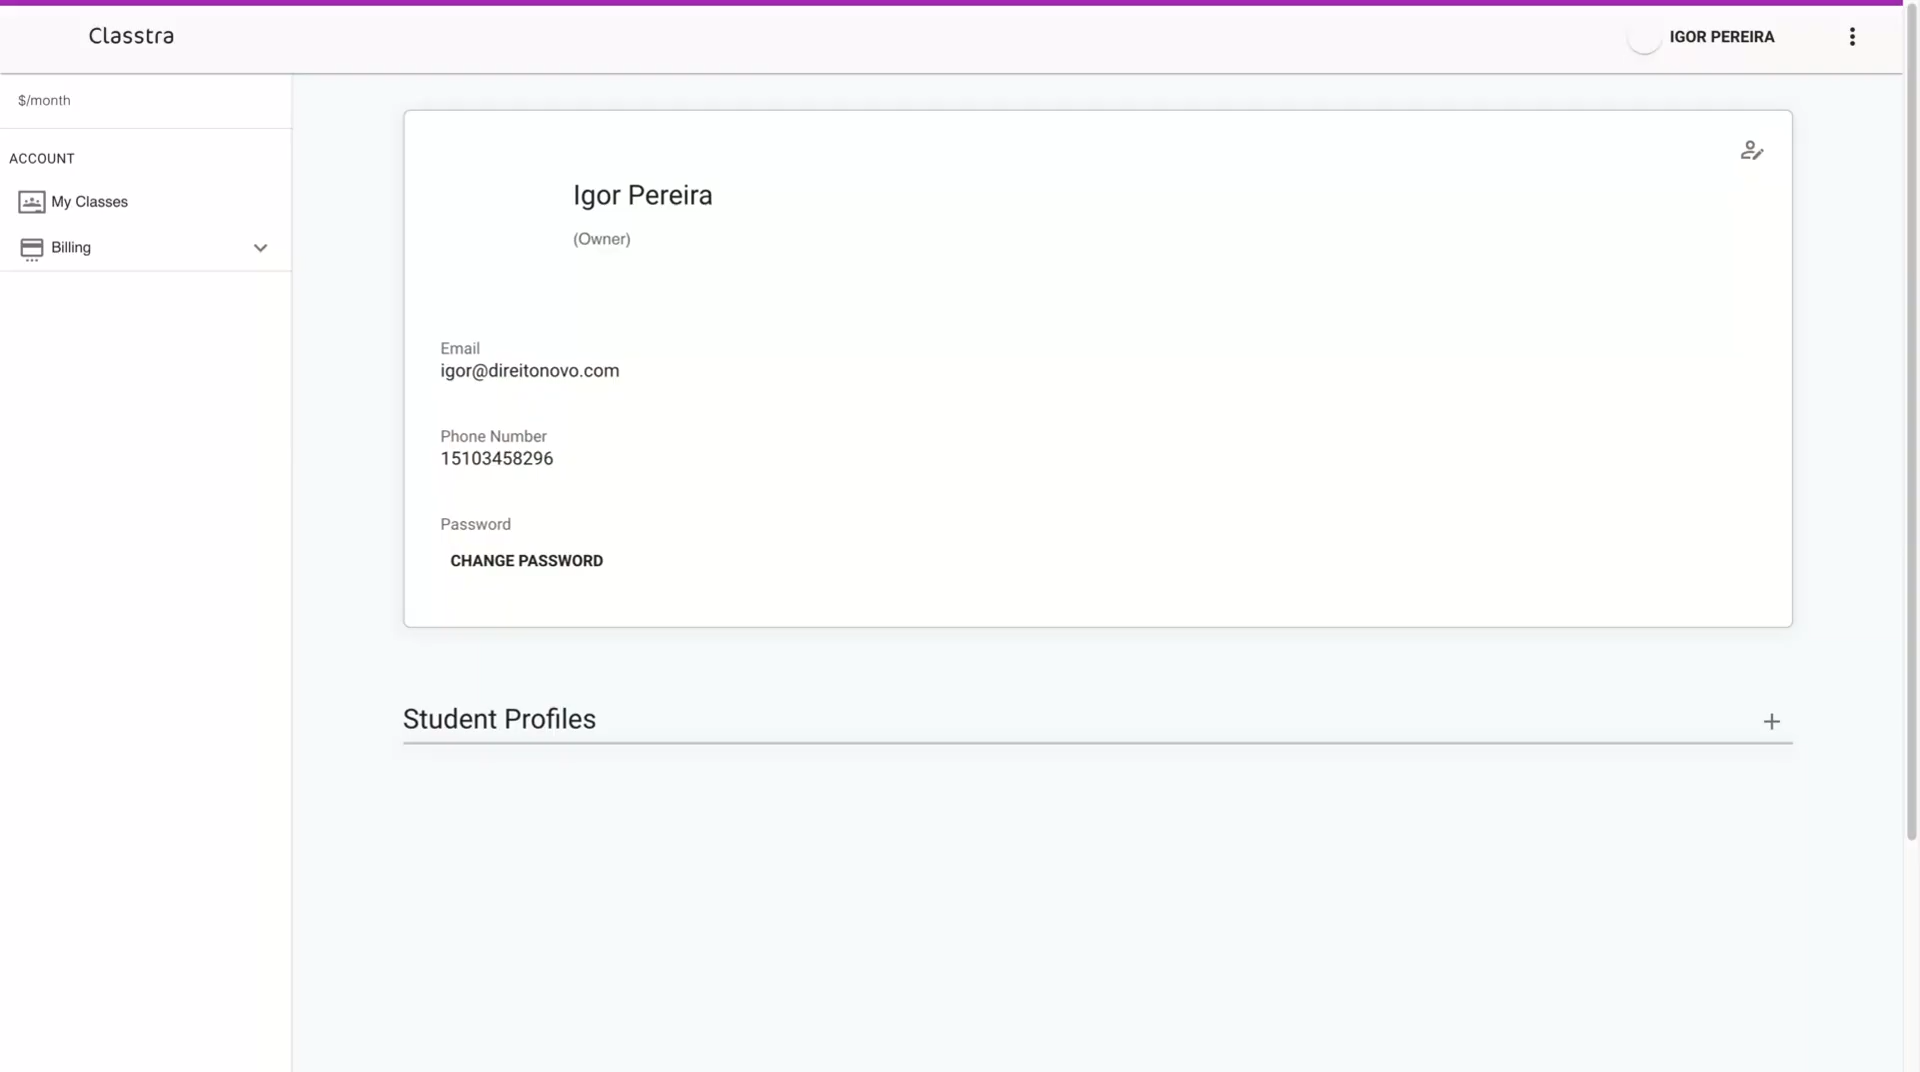 Classtra
IGOR PEREIRA
$/month
ACCOUNT
My Classes
Billing
Igor Pereira
(Owner)
Email
igor@direitonovo.com
Phone Number
15103458296
Password
CHANGE PASSWORD
Student Profiles